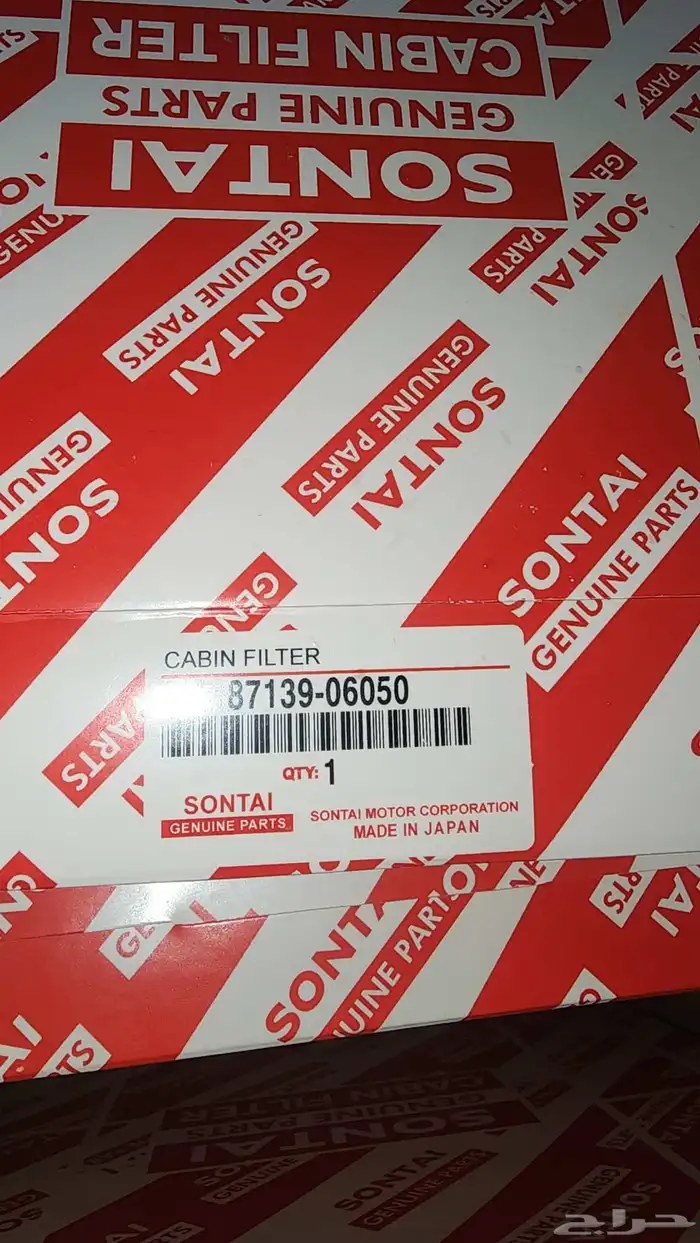 CABIN FILTER
GENUINE PARTS
SONTAI
GENUINE PARTS
SONTAI
PARTS
SONTAI
GENUINE PARTS
SONTAI
SONTAI
GENUINE PARTS
CABIN FILTER
87139-06050
QTY: 1
SONTAI
GENUINE PARTS
SONTAI MOTOR CORPORATION
MADE IN JAPAN
CABIN FILTER
GENUINE PARTS
SONTAI
SONTAI
GENUINE PARTS
حراج